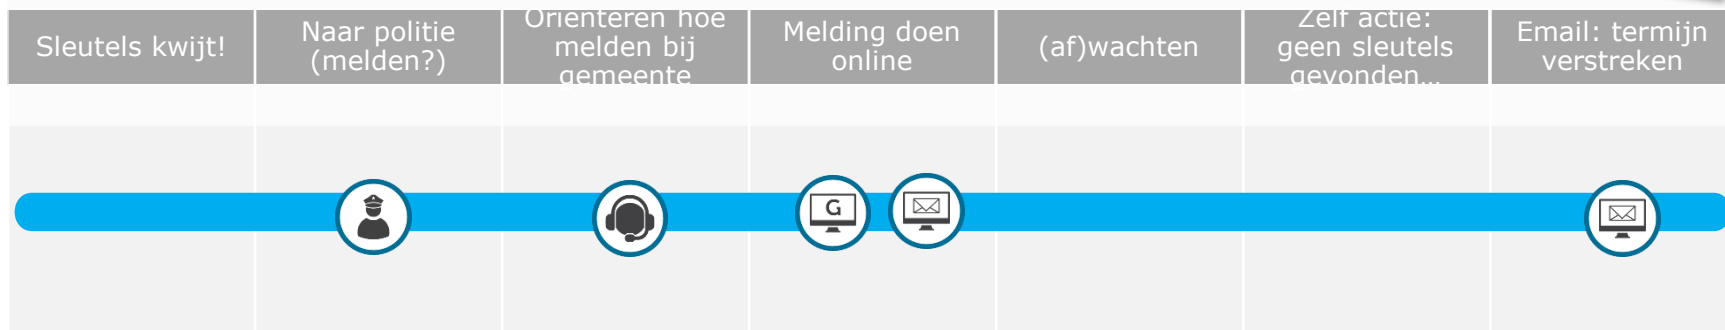 Sleutels kwijt!
Naar politie
(melden?)
Oriënteren hoe
melden bij
gemeente
Melding doen
online
(af)wachten
Zelf actie:
geen sleutels
gevonden…
Email: termijn
verstreken
G